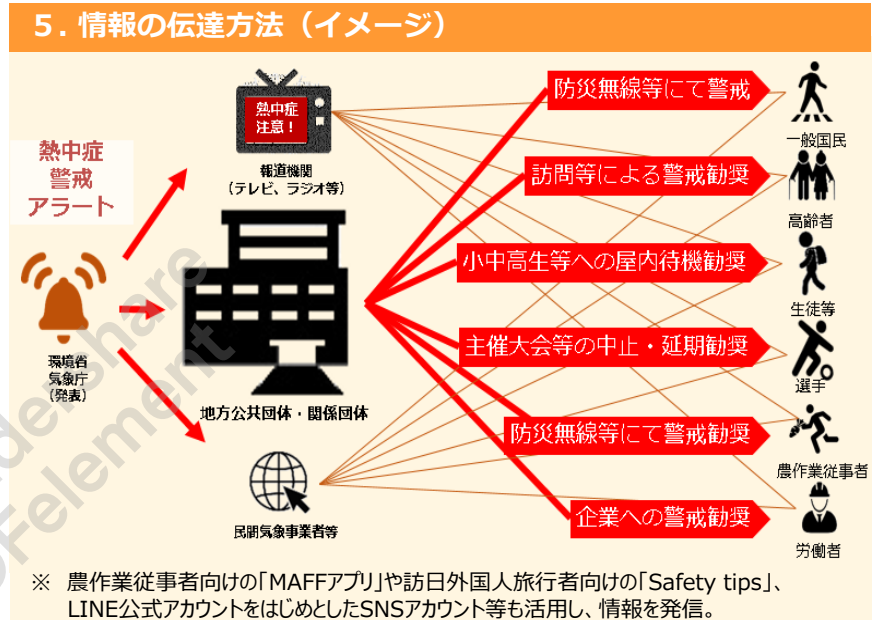 5. 情報の伝達方法（イメージ）
熱中症
警戒
アラート
環境省
気象庁
（発表）
熱中症
注意！
報道機関
（テレビ、ラジオ等）
地方公共団体・関係団体
民間気象事業者等
防災無線等にて警戒
訪問等による警戒勧奨
小中高生等への屋内待機勧奨
主催大会等の中止・延期勧奨
防災無線等にて警戒勧奨
企業への警戒勧奨
一般国民
高齢者
生徒等
選手
農作業従事者
労働者
※ 農作業従事者向けの「MAFFアプリ」や訪日外国人旅行者向けの「Safety tips」、
LINE公式アカウントをはじめとしたSNSアカウント等も活用し、情報を発信。